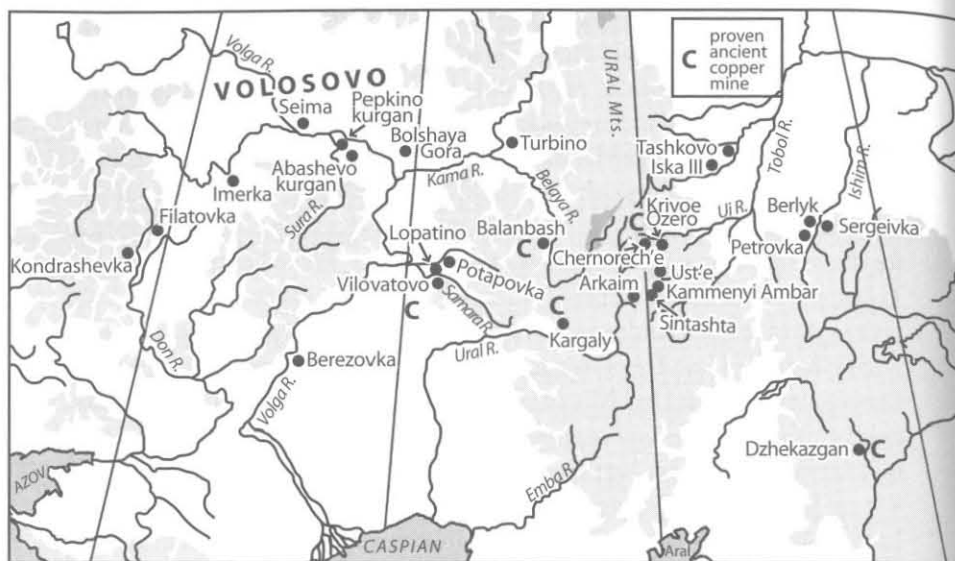 Volga R.
VOLOSOVO
Seima
Pepkino
kurgan
Bolshaya
Gora
Turbino
URAL Mts.
C
proven
ancient
copper
mine
Tashkovo
Iska III
Tobol R.
Ishim R.
Abashevo
kurgan
Kama R.
Belaya R.
Imerka
Sura R.
Filatovka
Kondrashevka
Krivoe
Ozero
C
Ui R.
Berlyk
Sergeivka
Petrovka
Balanbash
C
Lopatino
Potapovka
Chernorech'e
Ust'e
Vilovatovo
C
Samara R.
C
Arkaim
Kammenyi Ambar
Kargaly
Sintashta
Don R.
Ural R.
Berezovka
Volga R.
Dzhekazgan
C
Emba R.
AZOV
CASPIAN
Aral